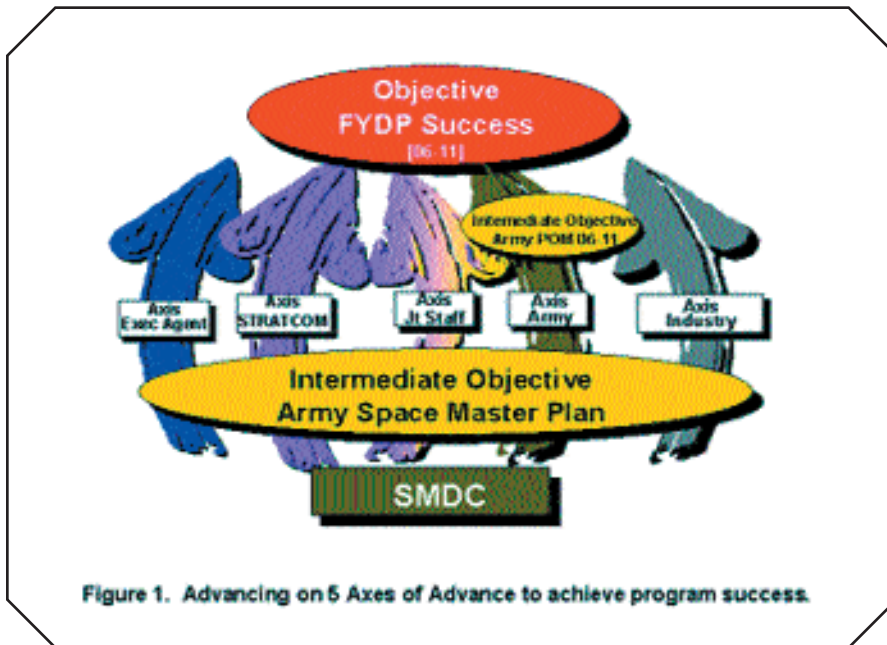 Objective
FYDP Success
[06-11]
Intermediate Objective
Army POM 06-11
Axis
Exec Agent
Axis
STRATCOM
Axis
Jt Staff
Axis
Army
Axis
Industry
Intermediate Objective
Army Space Master Plan
SMDC
Figure 1. Advancing on 5 Axes of Advance to achieve program success.